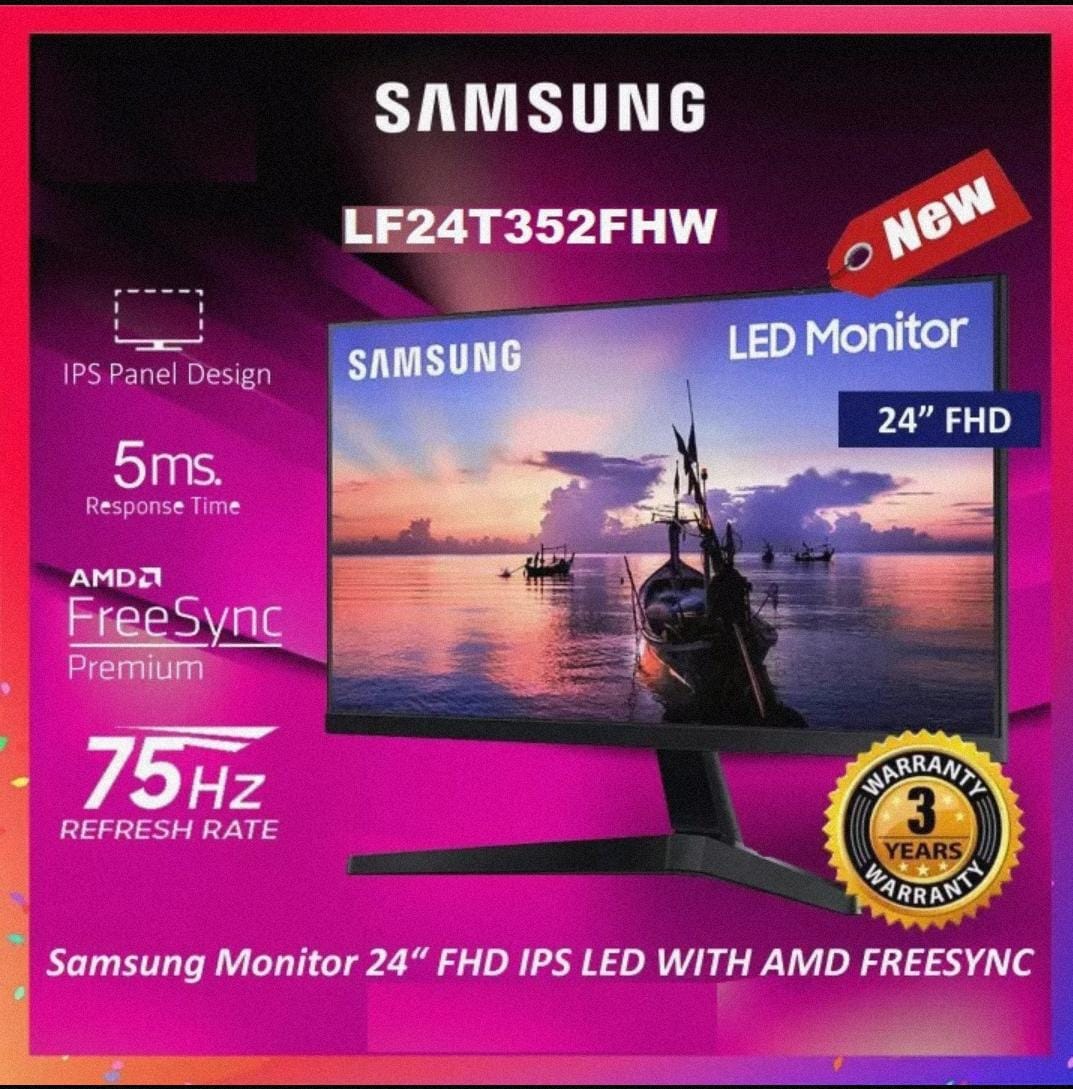 SAMSUNG
LF24T352FHW
New
SAMSUNG
LED Monitor
24” FHD
IPS Panel Design
5ms.
Response Time
AMD
FreeSync
Premium
75Hz
REFRESH RATE
WARRANTY
3
YEARS
WARRANTY
Samsung Monitor 24“ FHD IPS LED WITH AMD FREESYNC